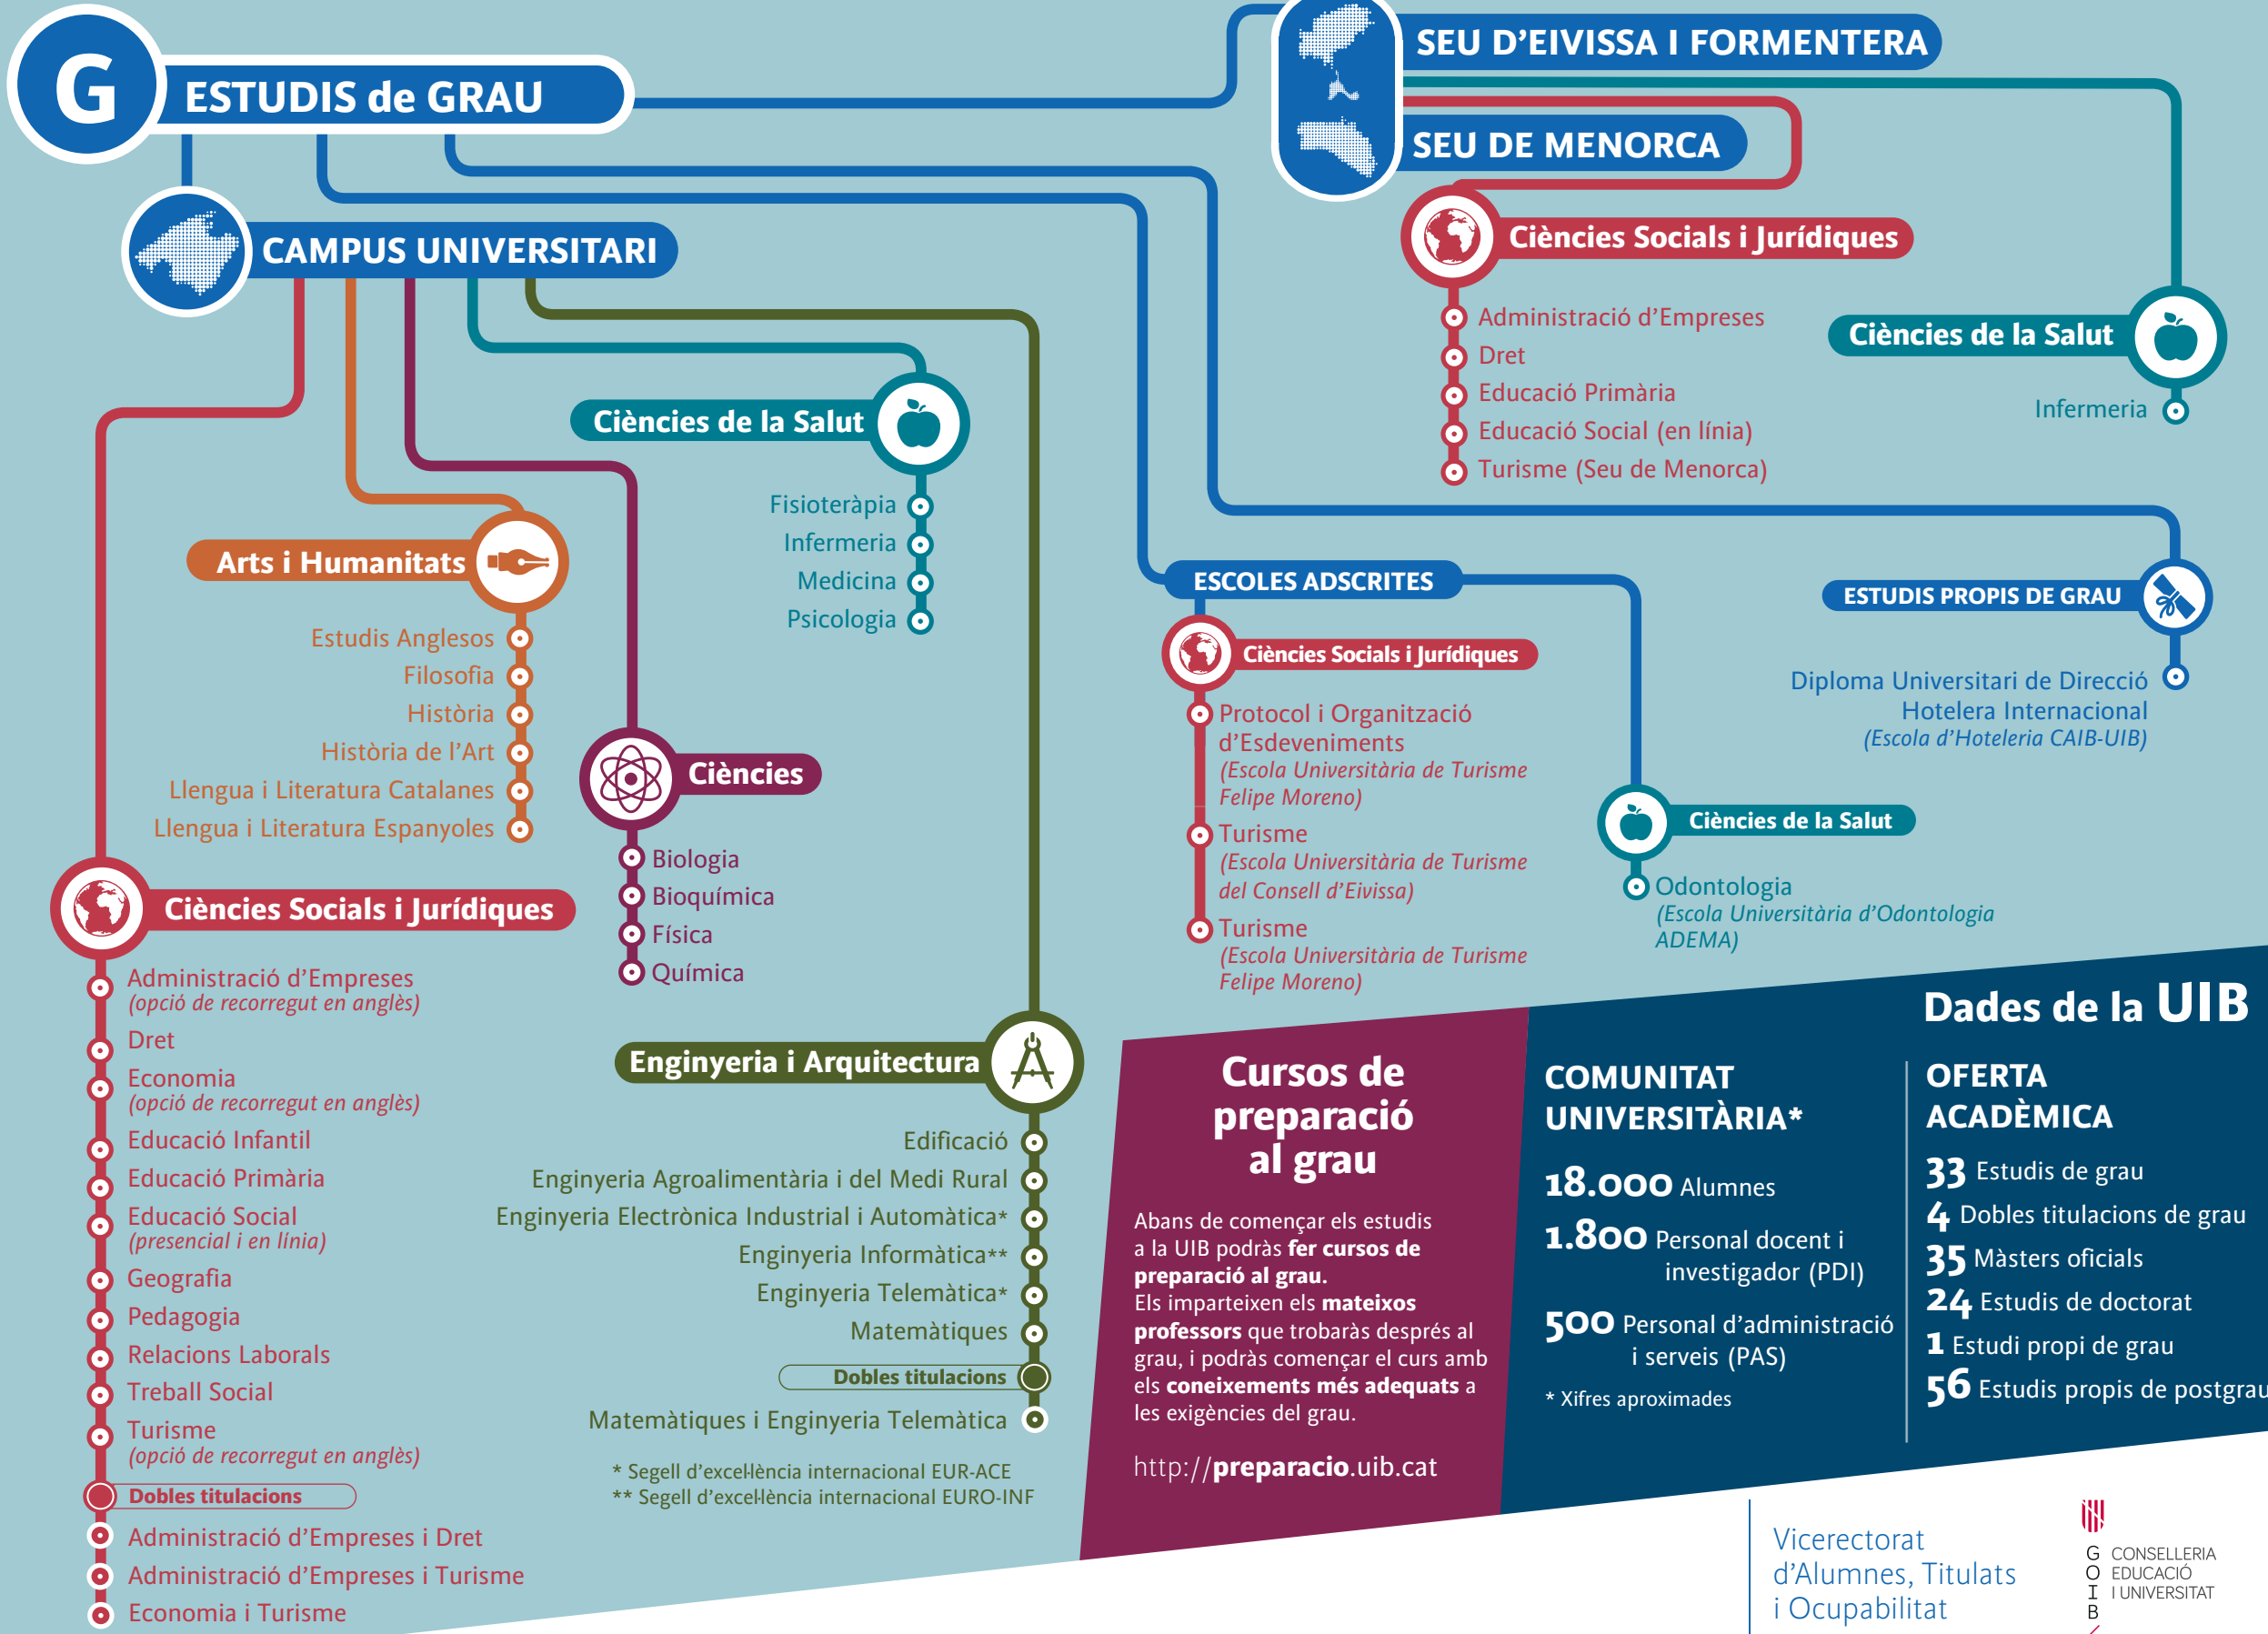 G
ESTUDIS de GRAU
SEU D'EIVISSA I FORMENTERA
SEU DE MENORCA
Ciències Socials i Jurídiques
Administració d'Empreses
Dret
Educació Primària
Educació Social (en línia)
Turisme (Seu de Menorca)
Ciències de la Salut
Infermeria
CAMPUS UNIVERSITARI
Ciències de la Salut
Fisioteràpia
Infermeria
Medicina
Psicologia
Arts i Humanitats
Estudis Anglesos
Filosofia
Història
Història de l'Art
Llengua i Literatura Catalanes
Llengua i Literatura Espanyoles
Ciències
Biologia
Bioquímica
Física
Química
Ciències Socials i Jurídiques
Administració d'Empreses
(opció de recorregut en anglès)
Dret
Economia
(opció de recorregut en anglès)
Educació Infantil
Educació Primària
Educació Social
(presencial i en línia)
Geografia
Pedagogia
Relacions Laborals
Treball Social
Turisme
(opció de recorregut en anglès)
Dobles titulacions
Administració d'Empreses i Dret
Administració d'Empreses i Turisme
Economia i Turisme
Enginyeria i Arquitectura
Edificació
Enginyeria Agroalimentària i del Medi Rural
Enginyeria Electrònica Industrial i Automàtica*
Enginyeria Informàtica**
Enginyeria Telemàtica*
Matemàtiques
Dobles titulacions
Matemàtiques i Enginyeria Telemàtica
* Segell d'excel·lència internacional EUR-ACE
** Segell d'excel·lència internacional EURO-INF
ESCOLES ADSCRITES
Ciències Socials i Jurídiques
Protocol i Organització
d'Esdeveniments
(Escola Universitària de Turisme
Felipe Moreno)
Turisme
(Escola Universitària de Turisme
del Consell d'Eivissa)
Turisme
(Escola Universitària de Turisme
Felipe Moreno)
Ciències de la Salut
Odontologia
(Escola Universitària d'Odontologia
ADEMA)
ESTUDIS PROPIS DE GRAU
Diploma Universitari de Direcció
Hotelera Internacional
(Escola d'Hoteleria CAIB-UIB)
Cursos de
preparació
al grau
Abans de començar els estudis
a la UIB podràs fer cursos de
preparació al grau.
Els imparteixen els mateixos
professors que trobaràs després al
grau, i podràs començar el curs amb
els coneixements més adequats a
les exigències del grau.
http://preparacio.uib.cat
Dades de la UIB
COMUNITAT
UNIVERSITÀRIA*
18.000 Alumnes
1.800 Personal docent i
investigador (PDI)
500 Personal d'administració
i serveis (PAS)
* Xifres aproximades
OFERTA
ACADÈMICA
33 Estudis de grau
4 Dobles titulacions de grau
35 Màsters oficials
24 Estudis de doctorat
1 Estudi propi de grau
56 Estudis propis de postgrau
Vicerectorat
d'Alumnes, Titulats
i Ocupabilitat
G CONSELLERIA
O EDUCACIÓ
I I UNIVERSITAT
B